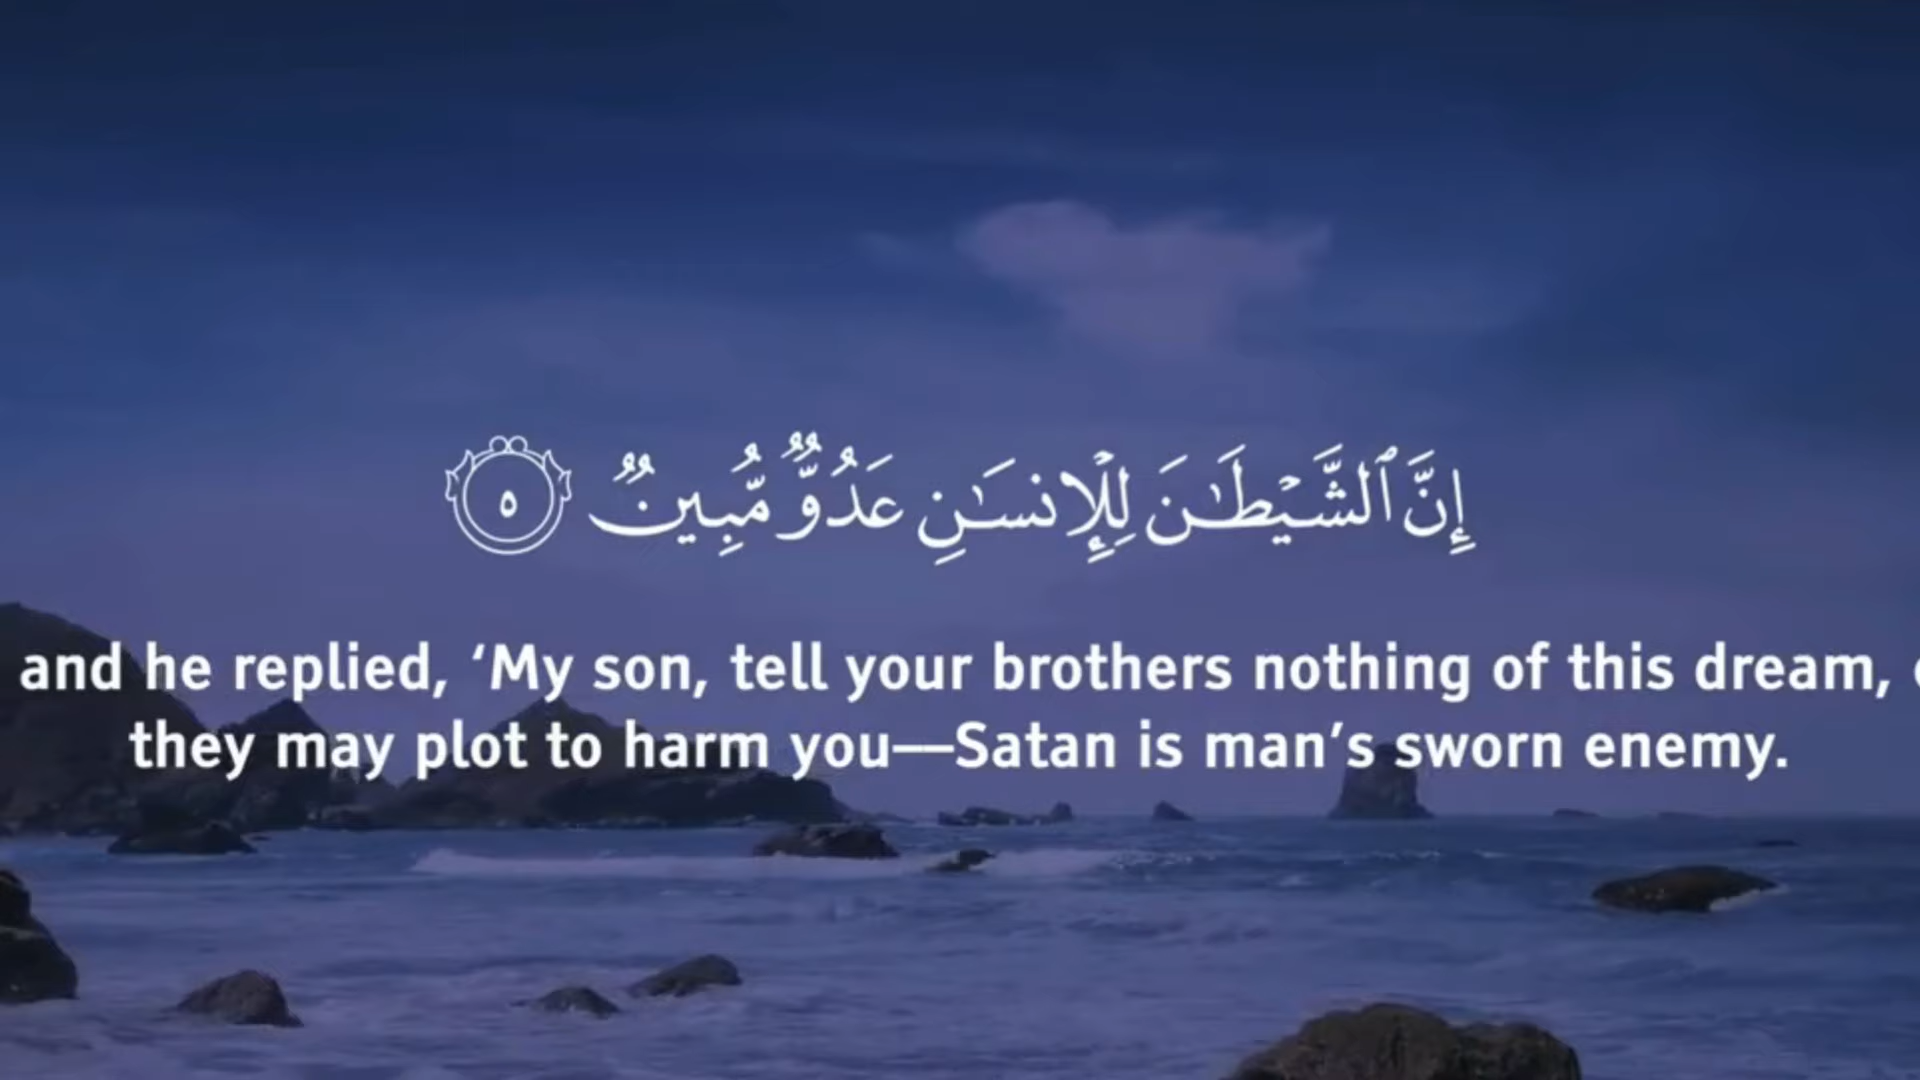 إِنَّ ٱلشَّيْطَـٰنَ لِلْإِنسَـٰنِ عَدُوٌّ مُّبِينٌ ٥
and he replied, ‘My son, tell your brothers nothing of this dream,
they may plot to harm you—Satan is man’s sworn enemy.